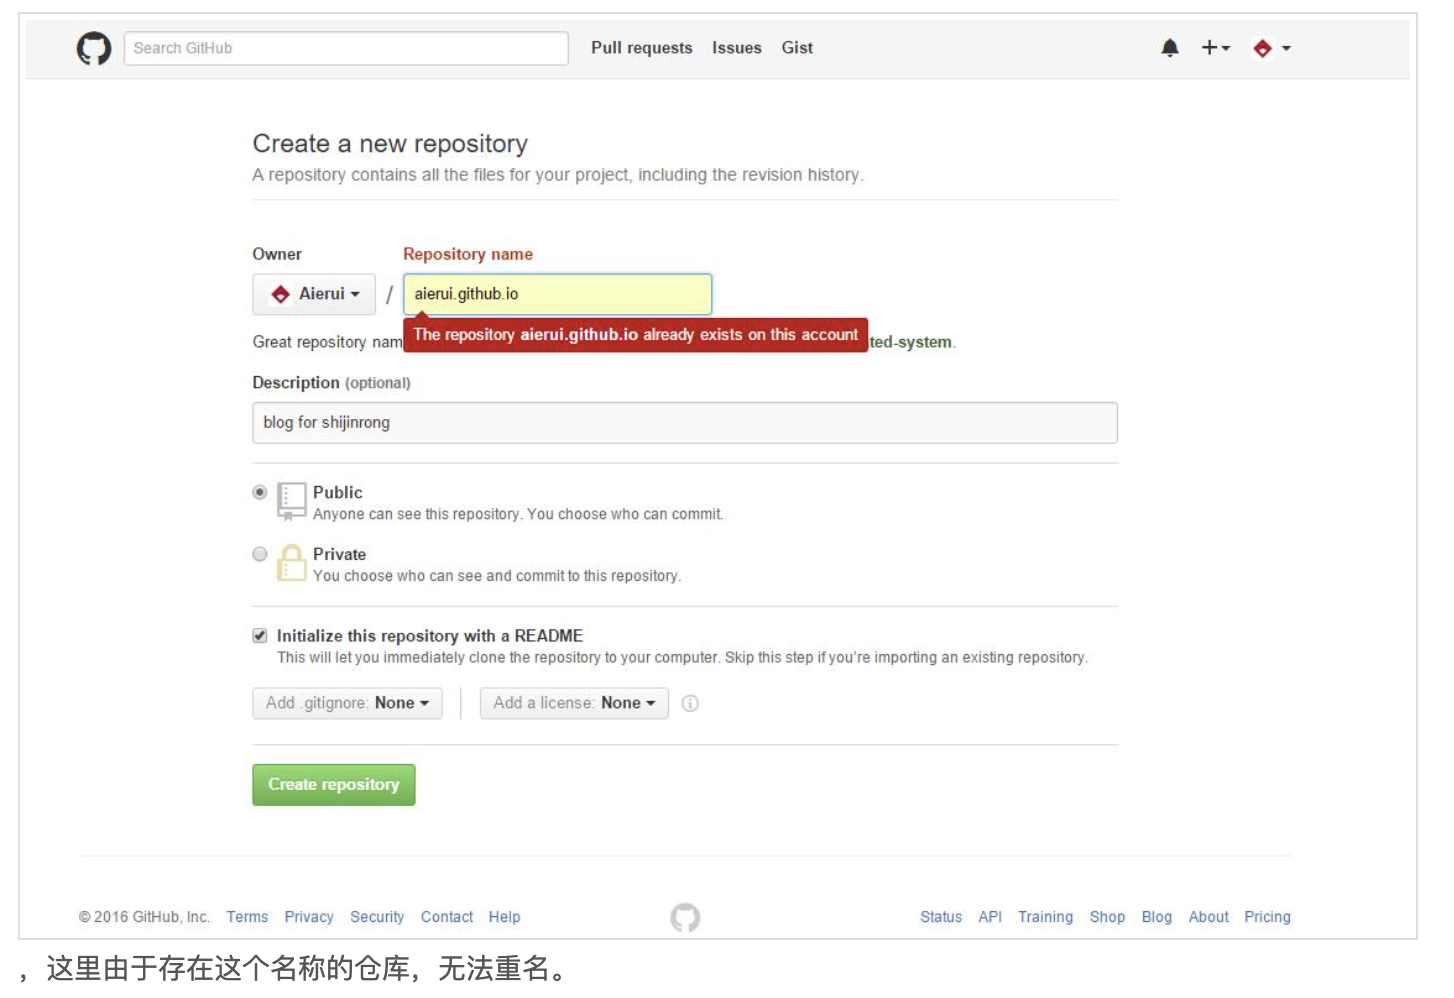 Search GitHub Pull requests Issues Gist
Create a new repository
A repository contains all the files for your project, including the revision history.
Owner Repository name
Aierui / aierui.github.io
The repository aierui.github.io already exists on this account
Great repository nam ted-system.
Description (optional)
blog for shijinrong
Public
Anyone can see this repository. You choose who can commit.
Private
You choose who can see and commit to this repository.
Initialize this repository with a README
This will let you immediately clone the repository to your computer. Skip this step if you're importing an existing repository.
Add .gitignore: None Add a license: None
Create repository
© 2016 GitHub, Inc. Terms Privacy Security Contact Help Status API Training Shop Blog About Pricing
，这里由于存在这个名称的仓库，无法重名。